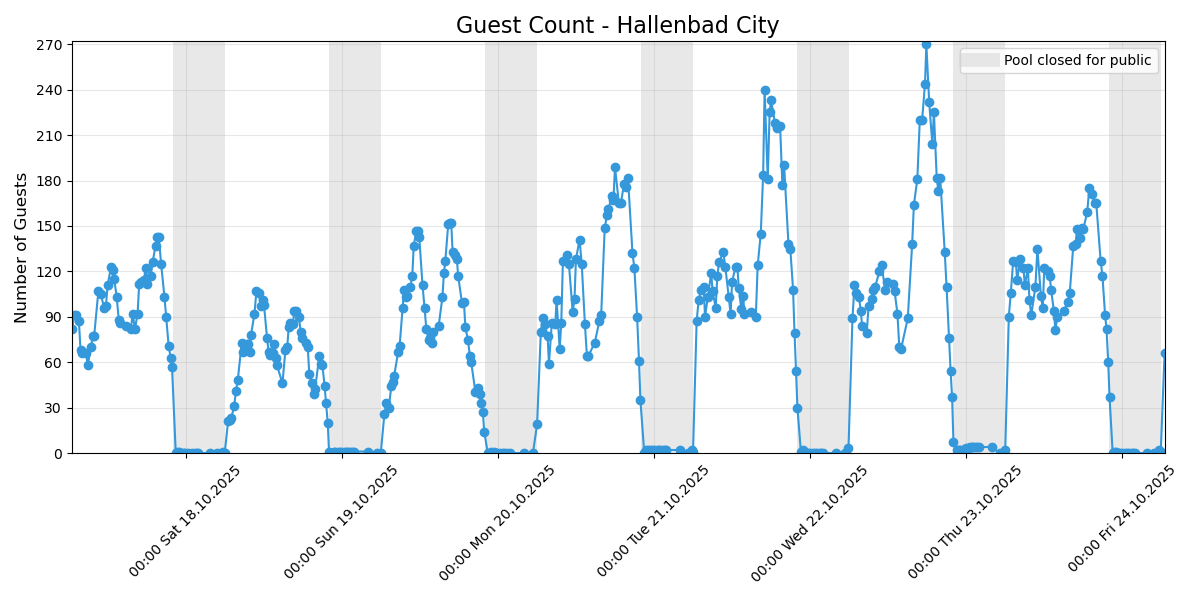 Guest Count - Hallenbad City
Number of Guests
270
240
210
180
150
120
90
60
30
0
Pool closed for public
00:00 Sat 18.10.2025
00:00 Sun 19.10.2025
00:00 Mon 20.10.2025
00:00 Tue 21.10.2025
00:00 Wed 22.10.2025
00:00 Thu 23.10.2025
00:00 Fri 24.10.2025